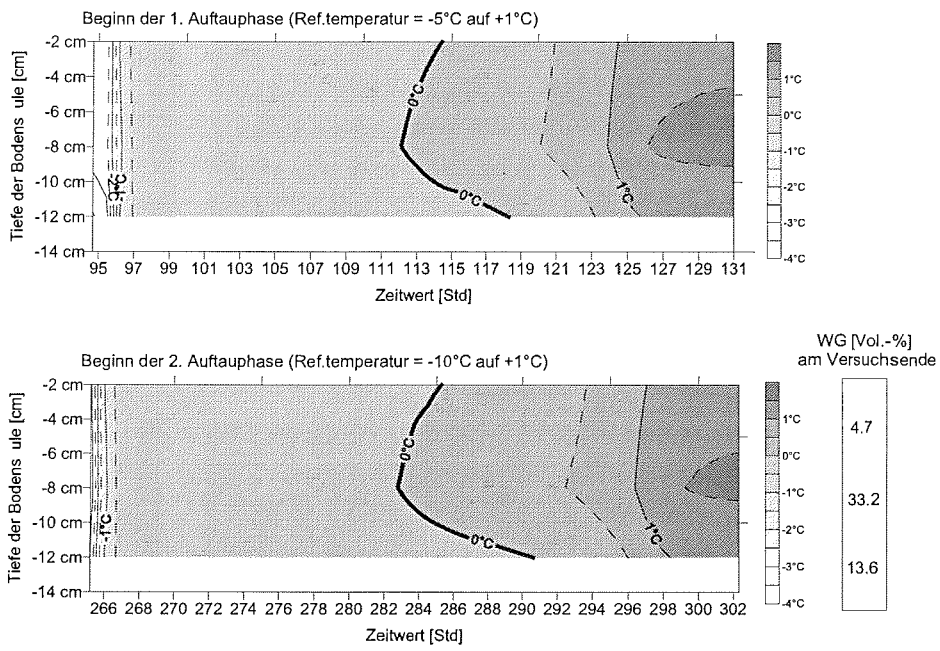 Beginn der 1. Auftauphase (Ref.temperatur = -5°C auf +1°C)
Tiefe der Bodens ule [cm]
-2 cm
-4 cm
-6 cm
-8 cm
-10 cm
-12 cm
-14 cm
-1°C
0°C
0°C
1°C
95 97 99 101 103 105 107 109 111 113 115 117 119 121 123 125 127 129 131
Zeitwert [Std]
1°C
0°C
-1°C
-2°C
-3°C
-4°C
Beginn der 2. Auftauphase (Ref.temperatur = -10°C auf +1°C)
Tiefe der Bodens ule [cm]
-2 cm
-4 cm
-6 cm
-8 cm
-10 cm
-12 cm
-14 cm
-1°C
0°C
0°C
1°C
266 268 270 272 272 274 276 278 280 282 284 286 288 290 292 294 296 298 300 302
Zeitwert [Std]
1°C
0°C
-1°C
-2°C
-3°C
-4°C
WG [Vol.-%]
am Versuchsende
4.7
33.2
13.6